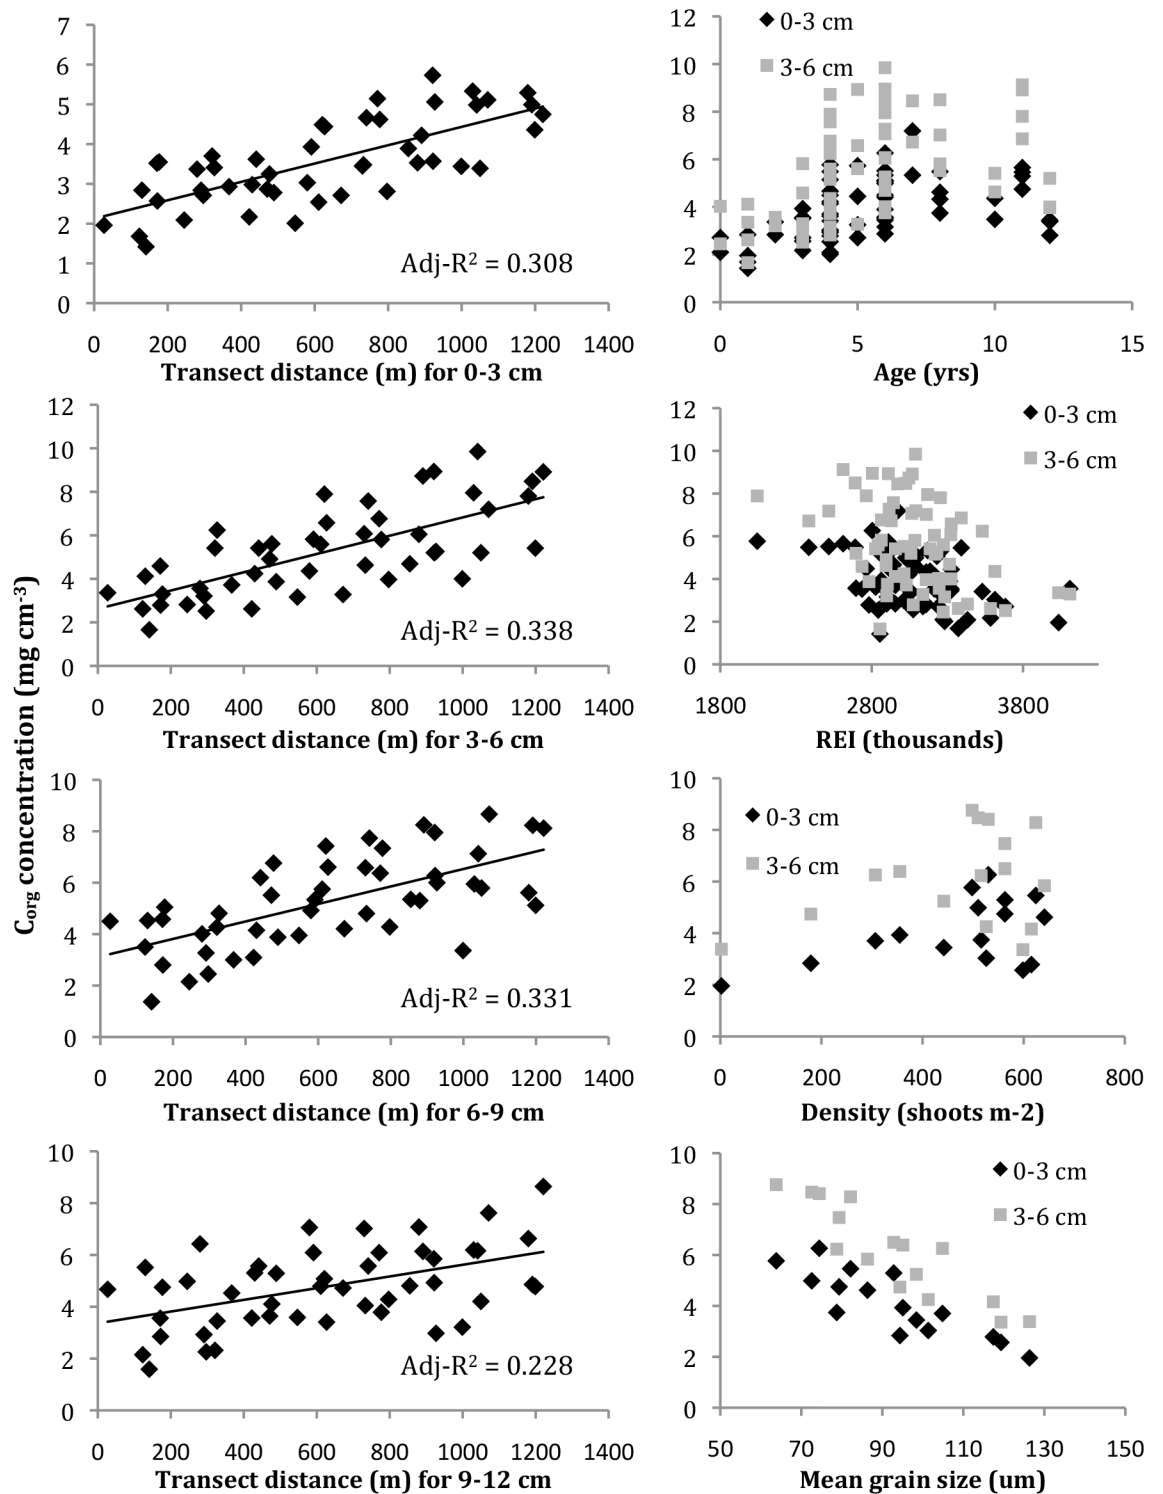 C_org concentration (mg cm^-3)
7
6
5
4
3
2
1
0
Adj-R² = 0.308
0 200 400 600 800 1000 1200 1400
Transect distance (m) for 0-3 cm
12
10
8
6
4
2
0
0-3 cm
3-6 cm
0 5 10 15
Age (yrs)
12
10
8
6
4
2
0
Adj-R² = 0.338
0 200 400 600 800 1000 1200 1400
Transect distance (m) for 3-6 cm
12
10
8
6
4
2
0
0-3 cm
3-6 cm
1800 2800 3800
REI (thousands)
10
8
6
4
2
0
Adj-R² = 0.331
0 200 400 600 800 1000 1200 1400
Transect distance (m) for 6-9 cm
10
8
6
4
2
0
0-3 cm
3-6 cm
0 200 400 600 800
Density (shoots m-2)
10
8
6
4
2
0
Adj-R² = 0.228
0 200 400 600 800 1000 1200 1400
Transect distance (m) for 9-12 cm
10
8
6
4
2
0
0-3 cm
3-6 cm
50 70 90 110 130 150
Mean grain size (um)